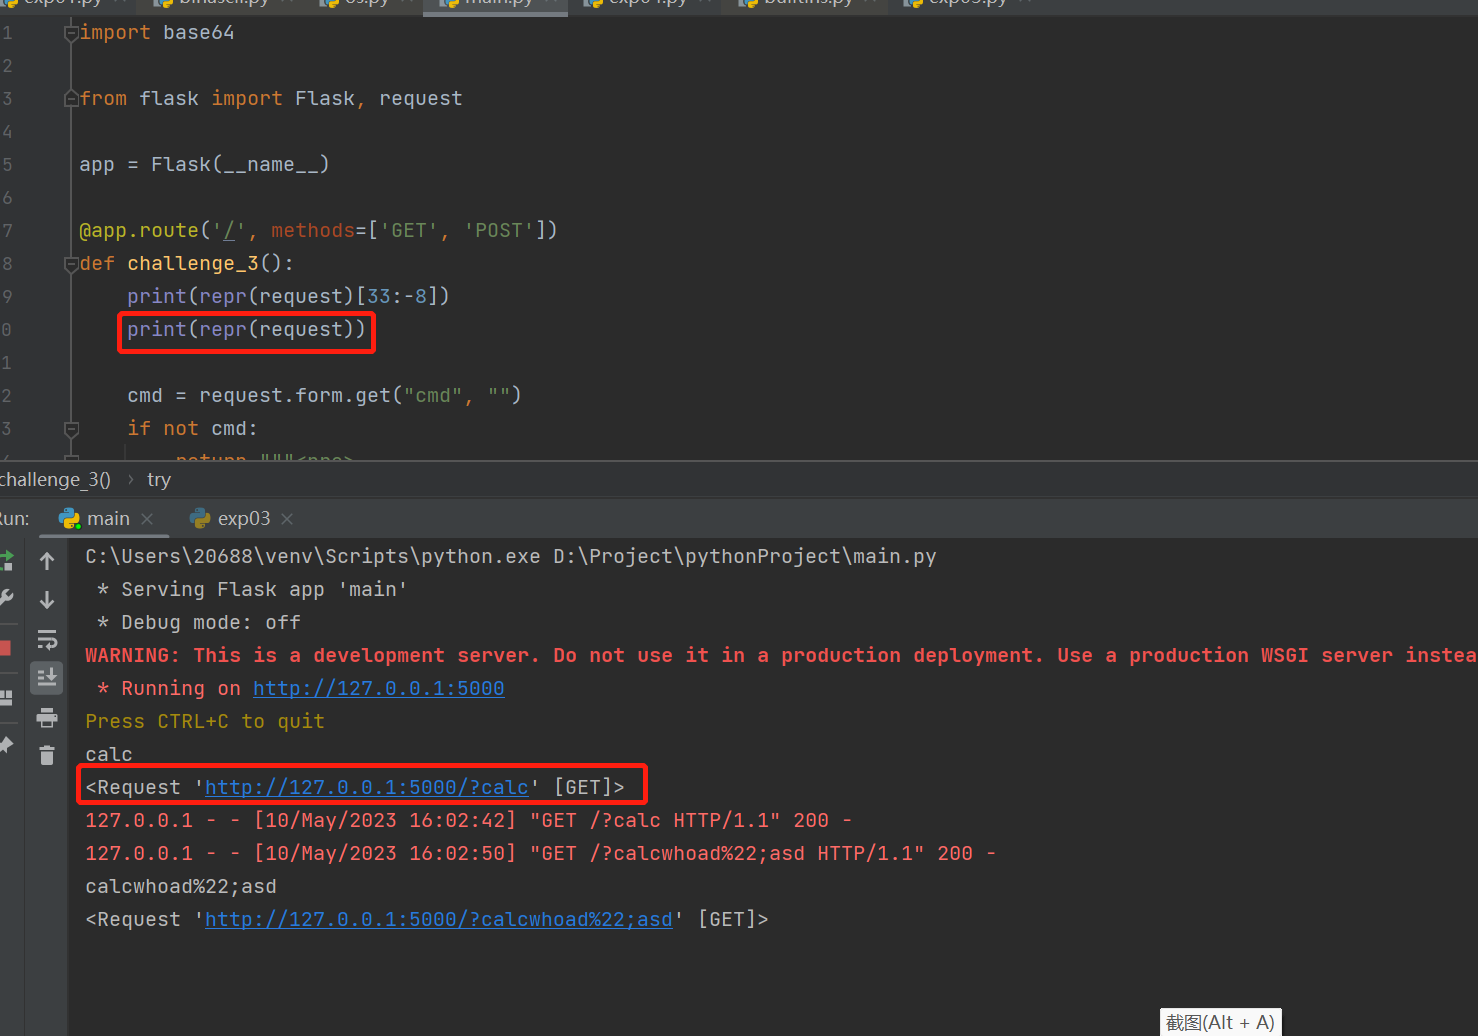 main.py
1 import base64
2
3 from flask import Flask, request
4
5 app = Flask(__name__)
6
7 @app.route('/', methods=['GET', 'POST'])
8 def challenge_3():
9 print(repr(request)[33:-8])
0 print(repr(request))
1
2 cmd = request.form.get("cmd", "")
3 if not cmd:
challenge_3() › try
Run: main × exp03 ×
C:\Users\20688\venv\Scripts\python.exe D:\Project\pythonProject\main.py
* Serving Flask app 'main'
* Debug mode: off
WARNING: This is a development server. Do not use it in a production deployment. Use a production WSGI server instea
* Running on http://127.0.0.1:5000
Press CTRL+C to quit
calc
<Request 'http://127.0.0.1:5000/?calc' [GET]>
127.0.0.1 - - [10/May/2023 16:02:42] "GET /?calc HTTP/1.1" 200 -
127.0.0.1 - - [10/May/2023 16:02:50] "GET /?calcwhoad%22;asd HTTP/1.1" 200 -
calcwhoad%22;asd
<Request 'http://127.0.0.1:5000/?calcwhoad%22;asd' [GET]>
截图(Alt + A)